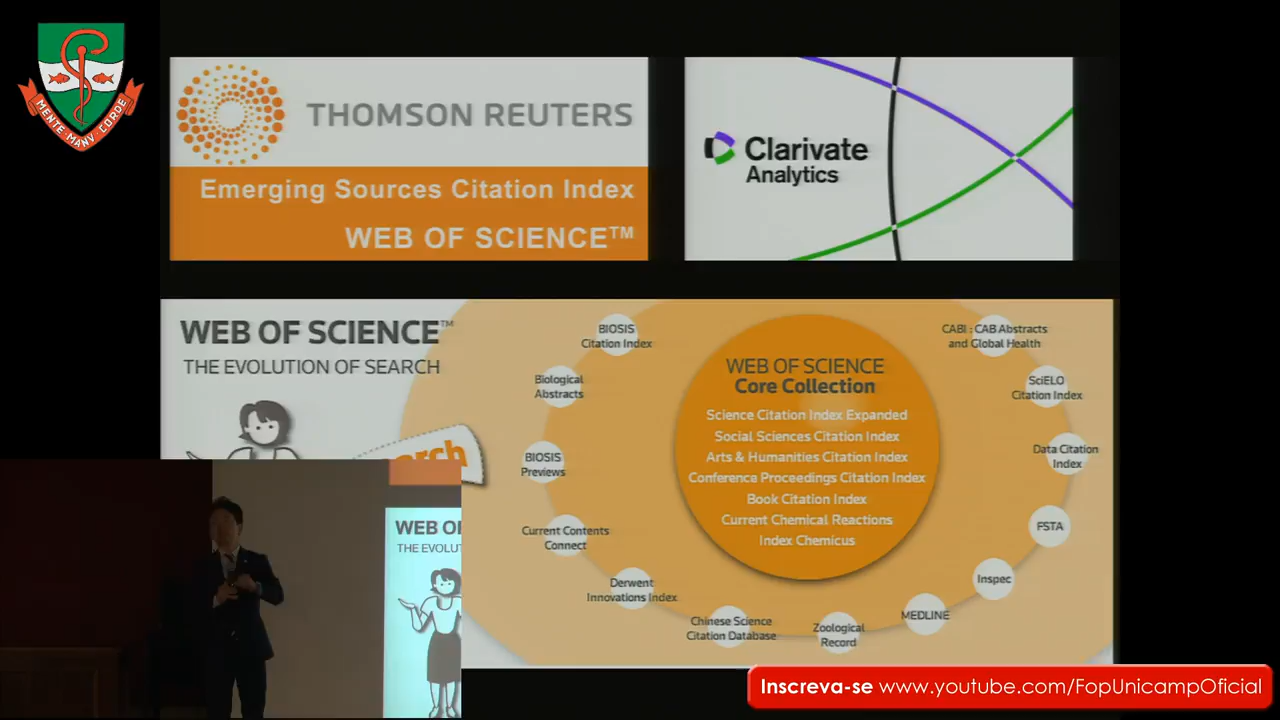 MENTE MANV CORDE
THOMSON REUTERS
Emerging Sources Citation Index
WEB OF SCIENCE™
Clarivate
Analytics
WEB OF SCIENCE™
THE EVOLUTION OF SEARCH
arch
BIOSIS
Citation Index
Biological
Abstracts
BIOSIS
Previews
Current Contents
Connect
Derwent
Innovations Index
Chinese Science
Citation Database
Zoological
Record
MEDLINE
Inspec
FSTA
Data Citation
Index
SciELO
Citation Index
CABI : CAB Abstracts
and Global Health
WEB OF SCIENCE
Core Collection
Science Citation Index Expanded
Social Sciences Citation Index
Arts & Humanities Citation Index
Conference Proceedings Citation Index
Book Citation Index
Current Chemical Reactions
Index Chemicus
WEB OF
THE EVOLUT
Inscreva-se www.youtube.com/FopUnicampOficial